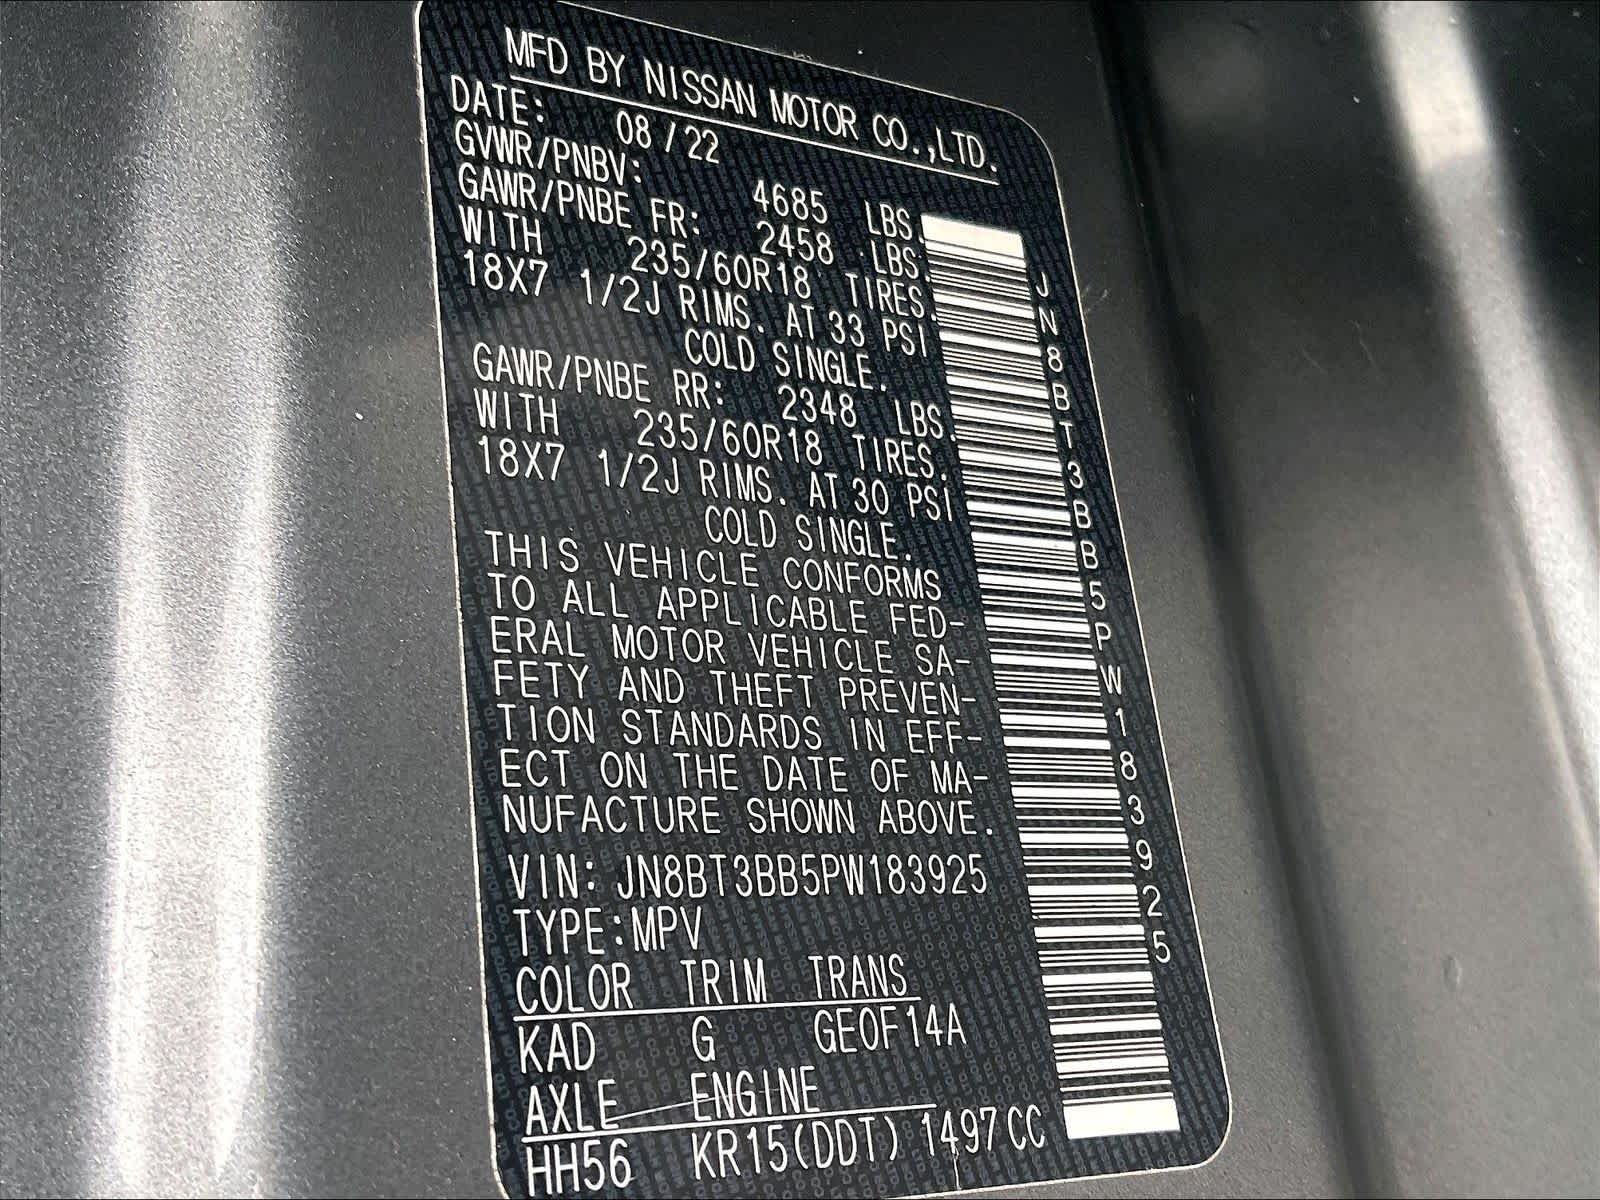 MFD BY NISSAN MOTOR CO.,LTD.
DATE: 08/22
GVWR/PNBV: 4685 LBS.
GAWR/PNBE FR: 2458 LBS.
WITH 235/60R18 TIRES.
18X7 1/2J RIMS. AT 33 PSI
COLD SINGLE.
GAWR/PNBE RR: 2348 LBS.
WITH 235/60R18 TIRES.
18X7 1/2J RIMS. AT 30 PSI
COLD SINGLE.
THIS VEHICLE CONFORMS
TO ALL APPLICABLE FED-
ERAL MOTOR VEHICLE SA-
FETY AND THEFT PREVEN-
TION STANDARDS IN EFF-
ECT ON THE DATE OF MA-
NUFACTURE SHOWN ABOVE.
VIN: JN8BT3BB5PW183925
TYPE:MPV
COLOR TRIM TRANS
KAD G GE0F14A
AXLE ENGINE
HH56 KR15(DDT) 1497CC
JN8BT3BB5PW183925